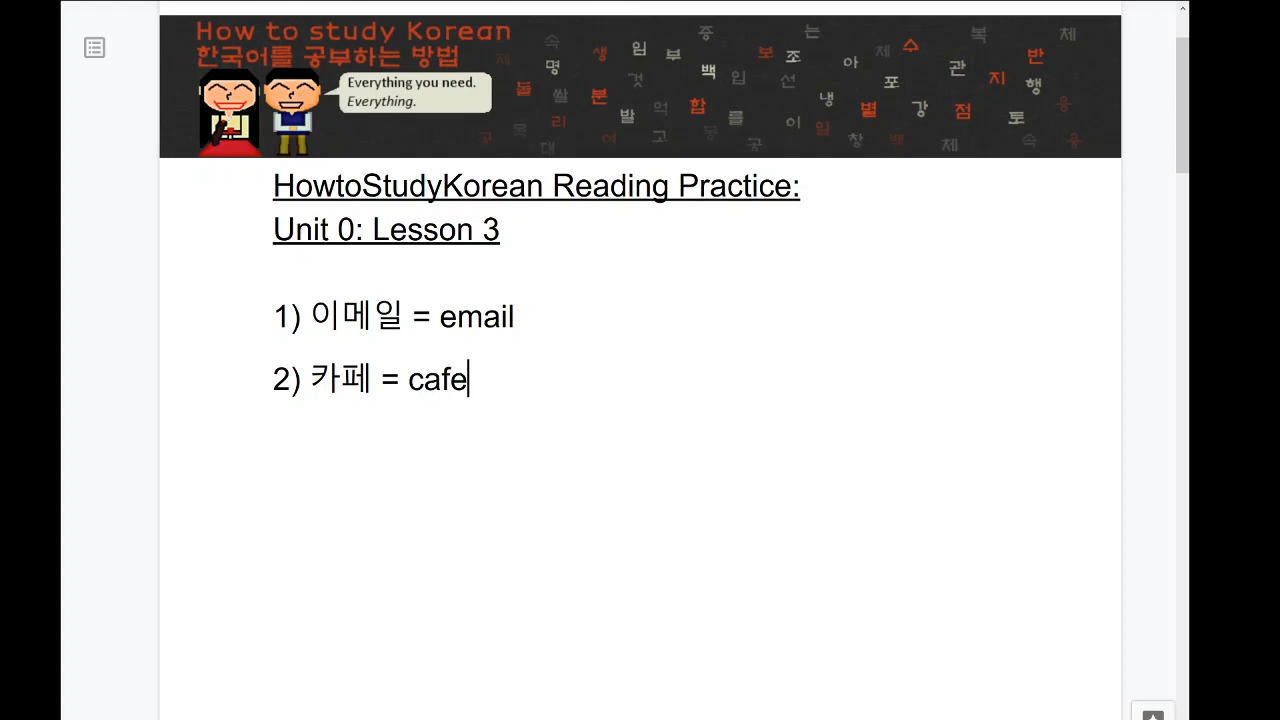 How to study Korean
한국어를 공부하는 방법
Everything you need.
Everything.
HowtoStudyKorean Reading Practice:
Unit 0: Lesson 3
1) 이메일 = email
2) 카페 = cafe